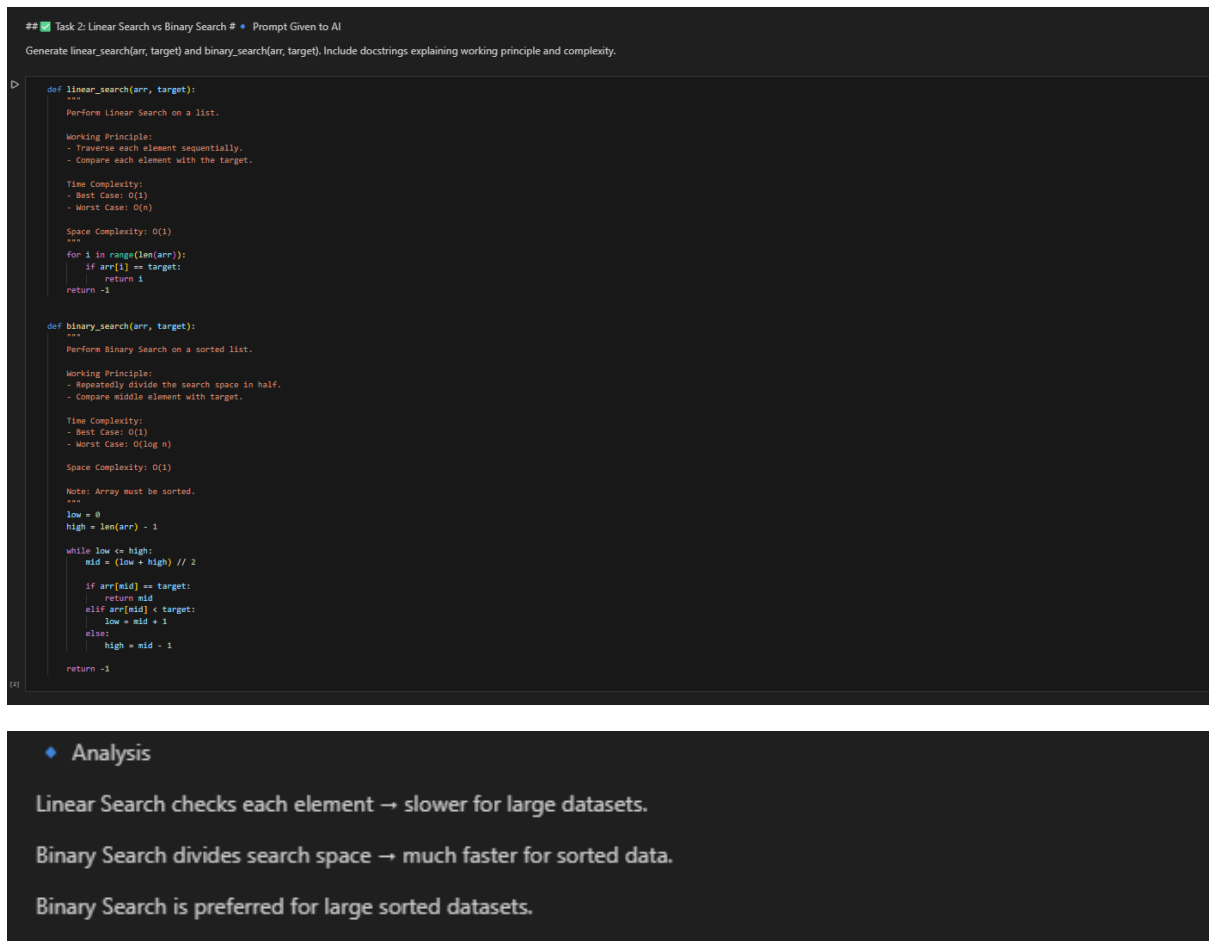 ## ✅ Task 2: Linear Search vs Binary Search # 🔹 Prompt Given to AI
Generate linear_search(arr, target) and binary_search(arr, target). Include docstrings explaining working principle and complexity.
def linear_search(arr, target):
    """
    Perform Linear Search on a list.

    Working Principle:
    - Traverse each element sequentially.
    - Compare each element with the target.

    Time Complexity:
    - Best Case: O(1)
    - Worst Case: O(n)

    Space Complexity: O(1)
    """
    for i in range(len(arr)):
        if arr[i] == target:
            return i
    return -1


def binary_search(arr, target):
    """
    Perform Binary Search on a sorted list.

    Working Principle:
    - Repeatedly divide the search space in half.
    - Compare middle element with target.

    Time Complexity:
    - Best Case: O(1)
    - Worst Case: O(log n)

    Space Complexity: O(1)

    Note: Array must be sorted.
    """
    low = 0
    high = len(arr) - 1

    while low <= high:
        mid = (low + high) // 2

        if arr[mid] == target:
            return mid
        elif arr[mid] < target:
            low = mid + 1
        else:
            high = mid - 1

    return -1
🔹 Analysis
Linear Search checks each element → slower for large datasets.
Binary Search divides search space → much faster for sorted data.
Binary Search is preferred for large sorted datasets.